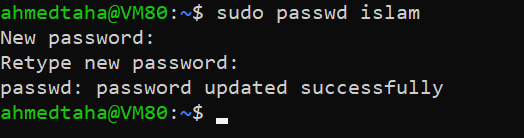 ahmedtaha@VM80:~$ sudo passwd islam
New password:
Retype new password:
passwd: password updated successfully
ahmedtaha@VM80:~$